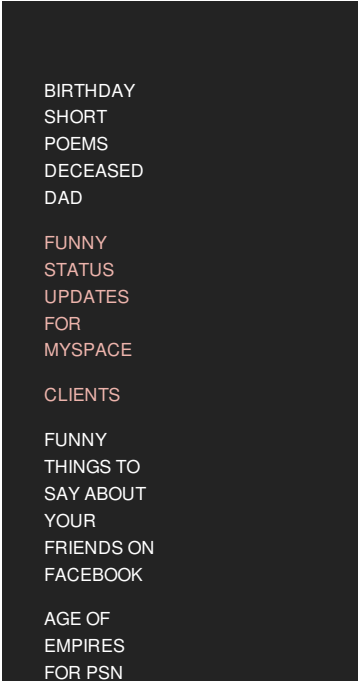 BIRTHDAY
SHORT
POEMS
DECEASED
DAD
FUNNY
STATUS
UPDATES
FOR
MYSPACE
CLIENTS
FUNNY
THINGS TO
SAY ABOUT
YOUR
FRIENDS ON
FACEBOOK
AGE OF
EMPIRES
FOR PSN